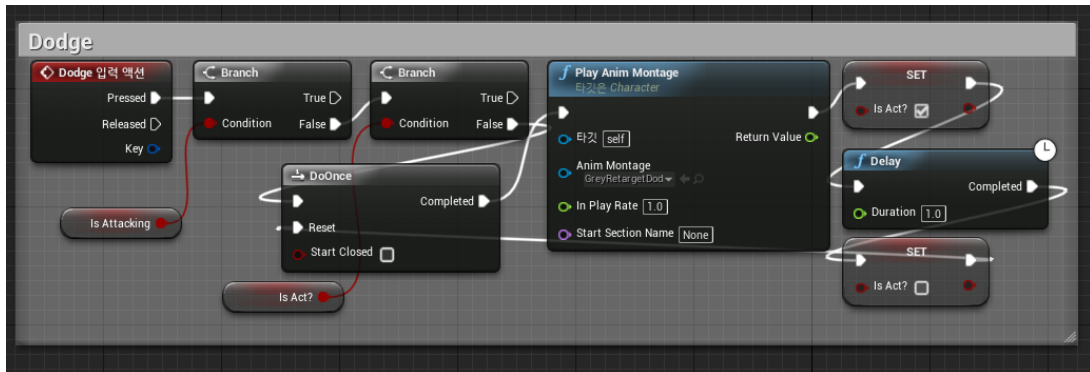 Dodge
Dodge 입력 액션
Pressed
Released
Key
Branch
True
Condition
False
Branch
True
Condition
False
Is Attacking
DoOnce
Completed
Reset
Start Closed
Is Act?
Play Anim Montage
타깃은 Character
타깃 self
Return Value
Anim Montage
GreyRetargetDod
In Play Rate 1.0
Start Section Name None
SET
Is Act?
Delay
Completed
Duration 1.0
SET
Is Act?